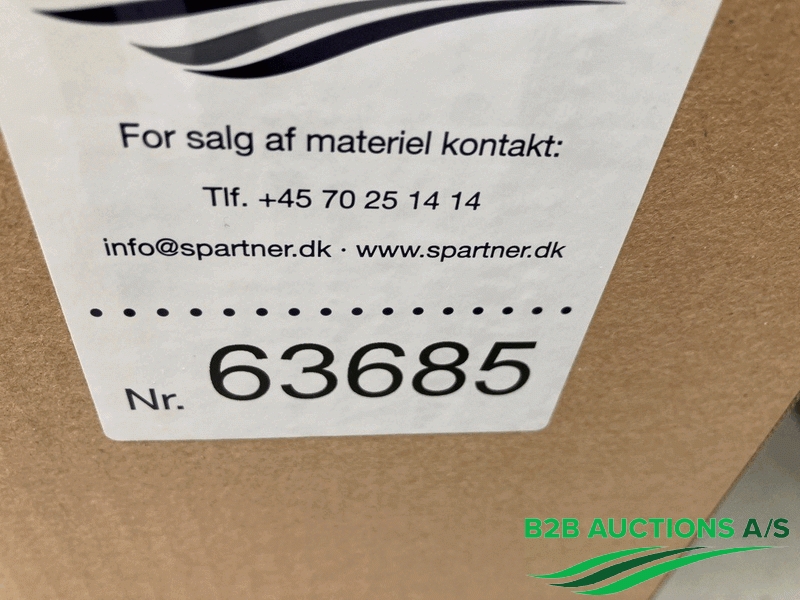 For salg af materiel kontakt:
Tlf. +45 70 25 14 14
info@spartner.dk · www.spartner.dk
Nr. 63685
B2B AUCTIONS A/S